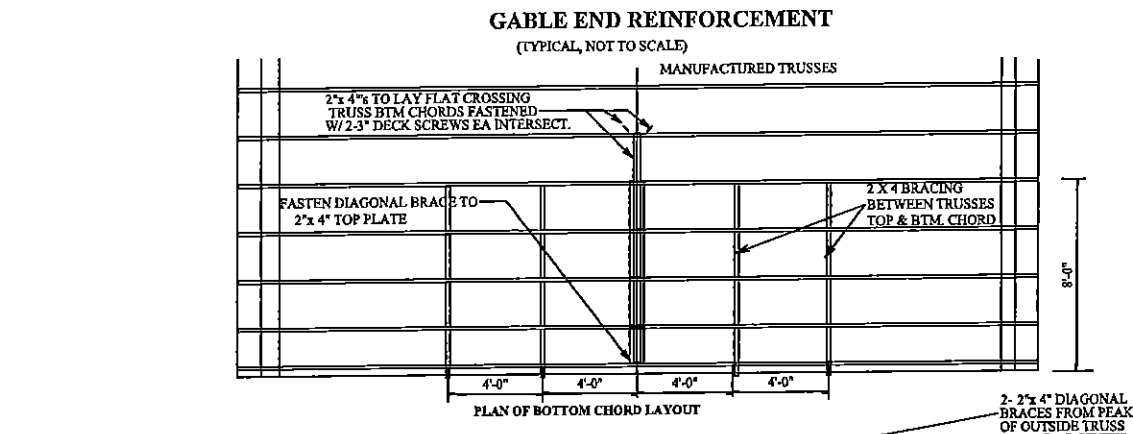 GABLE END REINFORCEMENT
(TYPICAL, NOT TO SCALE)
MANUFACTURED TRUSSES
2"x 4"'s TO LAY FLAT CROSSING
TRUSS BTM CHORDS FASTENED
W/ 2-3" DECK SCREWS EA INTERSECT.
FASTEN DIAGONAL BRACE TO
2"x 4" TOP PLATE
2 X 4 BRACING
BETWEEN TRUSSES
TOP & BTM. CHORD
8'-0"
4'-0" 4'-0" 4'-0" 4'-0"
PLAN OF BOTTOM CHORD LAYOUT
2- 2"x 4" DIAGONAL
BRACES FROM PEAK
OF OUTSIDE TRUSS